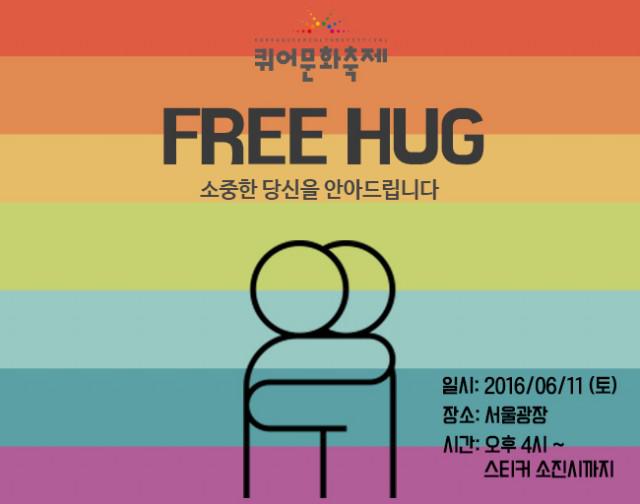 퀴어문화축제
FREE HUG
소중한 당신을 안아드립니다
일시: 2016/06/11 (토)
장소: 서울광장
시간: 오후 4시 ~
스티커 소진시까지